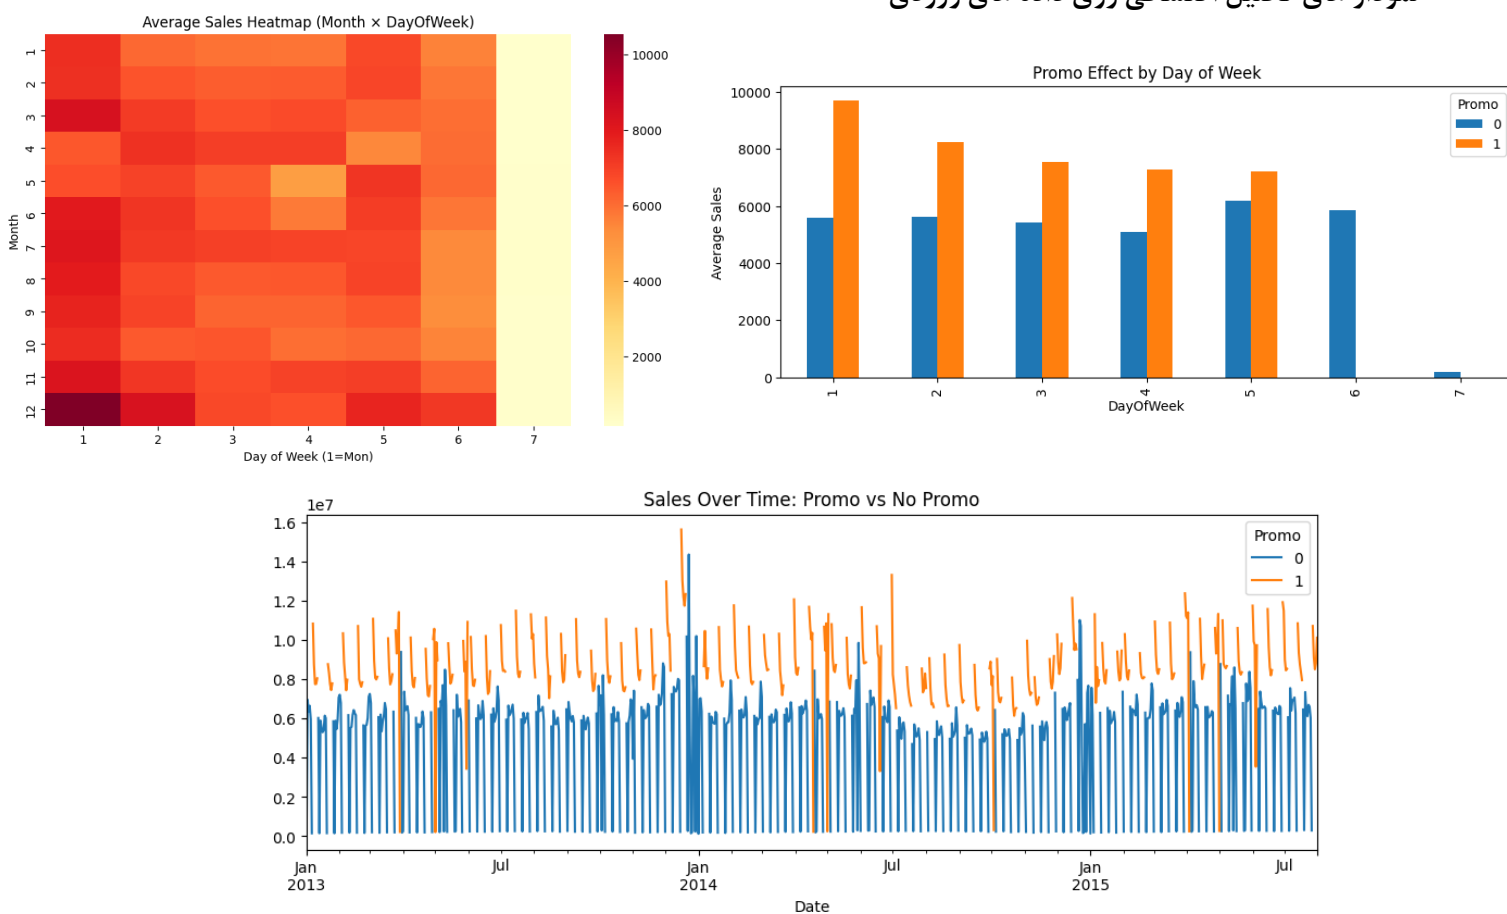 Average Sales Heatmap (Month × DayOfWeek)
Month
1
2
3
4
5
6
7
8
9
10
11
12
1 2 3 4 5 6 7
Day of Week (1=Mon)
10000
8000
6000
4000
2000
Promo Effect by Day of Week
Average Sales
10000
8000
6000
4000
2000
0
Promo
0
1
1 2 3 4 5 6 7
DayOfWeek
Sales Over Time: Promo vs No Promo
1e7
1.6
1.4
1.2
1.0
0.8
0.6
0.4
0.2
0.0
Promo
0
1
Jan Jul Jan Jul Jan Jul
2013 2014 2015
Date